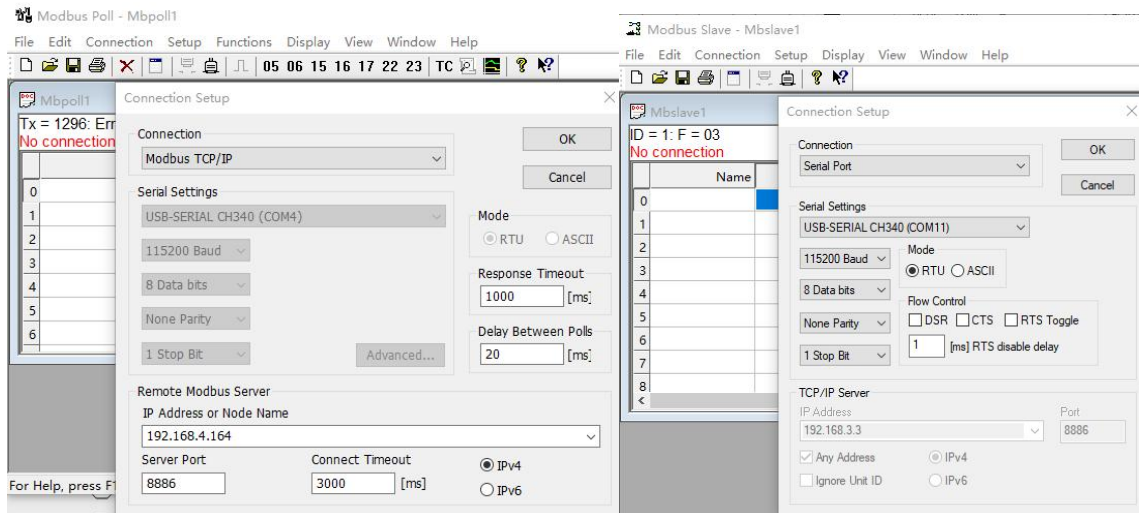 Modbus Poll - Mbpoll1
File Edit Connection Setup Functions Display View Window Help
05 06 15 16 17 22 23 TC
Mbpoll1
Tx = 1296: Err
No connection
0
1
2
3
4
5
6
For Help, press F1
Connection Setup
Connection
Modbus TCP/IP
OK
Cancel
Serial Settings
USB-SERIAL CH340 (COM4)
115200 Baud
8 Data bits
None Parity
1 Stop Bit
Advanced...
Mode
RTU ASCII
Response Timeout
1000 [ms]
Delay Between Polls
20 [ms]
Remote Modbus Server
IP Address or Node Name
192.168.4.164
Server Port Connect Timeout
8886 3000 [ms]
IPv4
IPv6
Modbus Slave - Mbslave1
File Edit Connection Setup Display View Window Help
Mbslave1
ID = 1: F = 03
No connection
Name
0
1
2
3
4
5
6
7
8
Connection Setup
Connection
Serial Port
OK
Cancel
Serial Settings
USB-SERIAL CH340 (COM11)
115200 Baud
8 Data bits
None Parity
1 Stop Bit
Mode
RTU ASCII
Flow Control
DSR CTS RTS Toggle
1 [ms] RTS disable delay
TCP/IP Server
IP Address Port
192.168.3.3 8886
Any Address IPv4
Ignore Unit ID IPv6